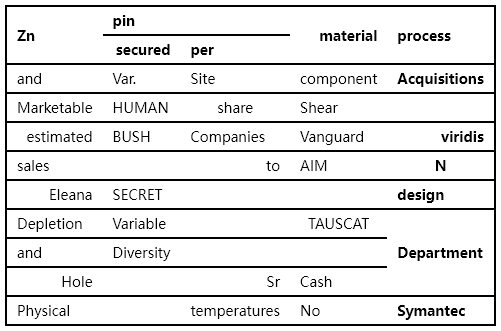 Zn pin material process
secured per
and Var. Site component Acquisitions
Marketable HUMAN share Shear
estimated BUSH Companies Vanguard viridis
sales to AIM N
Eleana SECRET design
Depletion Variable TAUSCAT
and Diversity Department
Hole Sr Cash
Physical temperatures No Symantec